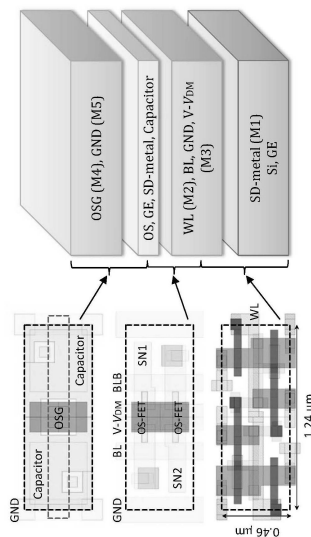 GND
Capacitor
OSG
Capacitor
GND
BL V-VDM BLB
SN2
OS-FET
OS-FET
SN1
WL
0.46 μm
1.24 μm
OSG (M4), GND (M5)
OS, GE, SD-metal, Capacitor
WL (M2), BL, GND, V-VDM
(M3)
SD-metal (M1)
Si, GE